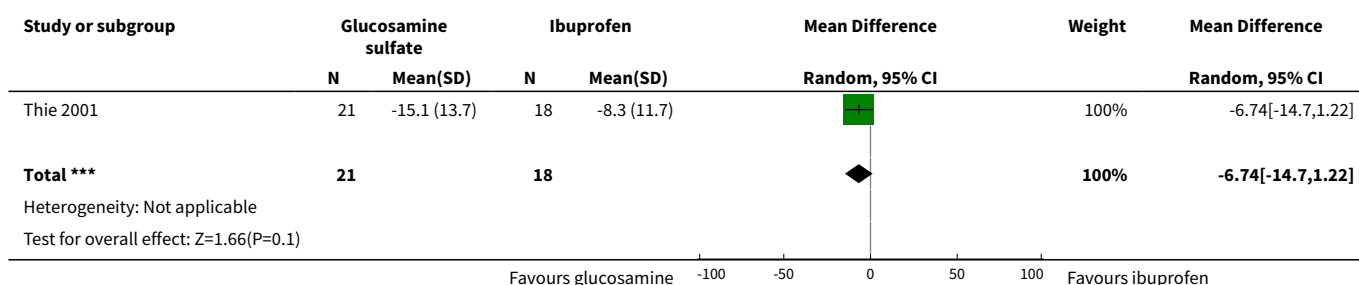 Study or subgroup Glucosamine sulfate Ibuprofen Mean Difference Weight Mean Difference
N Mean(SD) N Mean(SD) Random, 95% CI Random, 95% CI
Thie 2001 21 -15.1 (13.7) 18 -8.3 (11.7) 100% -6.74[-14.7,1.22]
Total *** 21 18 100% -6.74[-14.7,1.22]
Heterogeneity: Not applicable
Test for overall effect: Z=1.66(P=0.1)
Favours glucosamine -100 -50 0 50 100 Favours ibuprofen